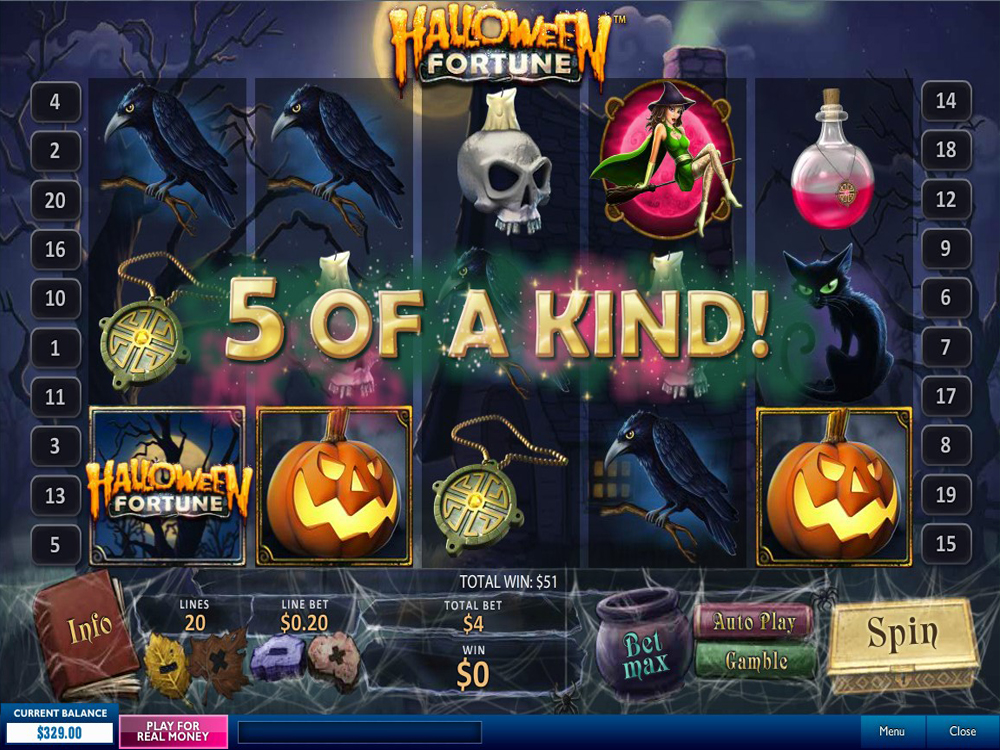 HALLOWEEN™
FORTUNE
4
2
20
16
10
1
11
3
13
5
14
18
12
9
6
7
17
8
19
15
5 OF A KIND!
HALLOWEEN
FORTUNE
TOTAL WIN: $51
Info
LINES
20
LINE BET
$0.20
TOTAL BET
$4
WIN
$0
Bet
max
Auto Play
Gamble
Spin
CURRENT BALANCE
$329.00
PLAY FOR
REAL MONEY
Menu
Close